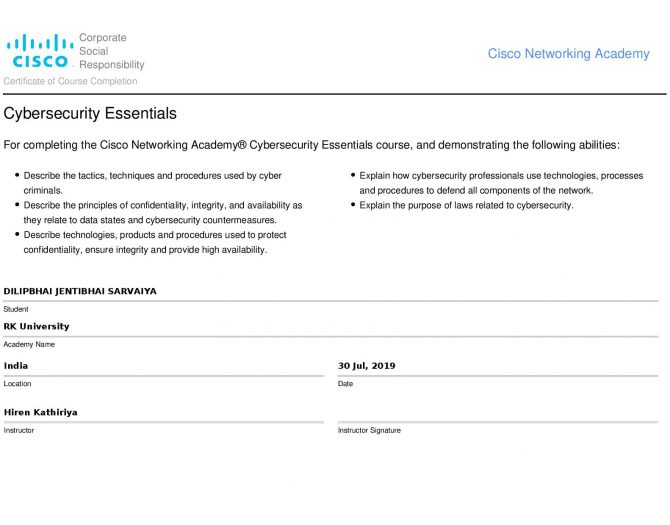 Corporate
Social
Responsibility
CISCO
Cisco Networking Academy
Certificate of Course Completion
Cybersecurity Essentials
For completing the Cisco Networking Academy® Cybersecurity Essentials course, and demonstrating the following abilities:
• Describe the tactics, techniques and procedures used by cyber
criminals.
• Describe the principles of confidentiality, integrity, and availability as
they relate to data states and cybersecurity countermeasures.
• Describe technologies, products and procedures used to protect
confidentiality, ensure integrity and provide high availability.
• Explain how cybersecurity professionals use technologies, processes
and procedures to defend all components of the network.
• Explain the purpose of laws related to cybersecurity.
DILIPBHAI JENTIBHAI SARVAIYA
Student
RK University
Academy Name
India
Location
30 Jul, 2019
Date
Hiren Kathiriya
Instructor
Instructor Signature